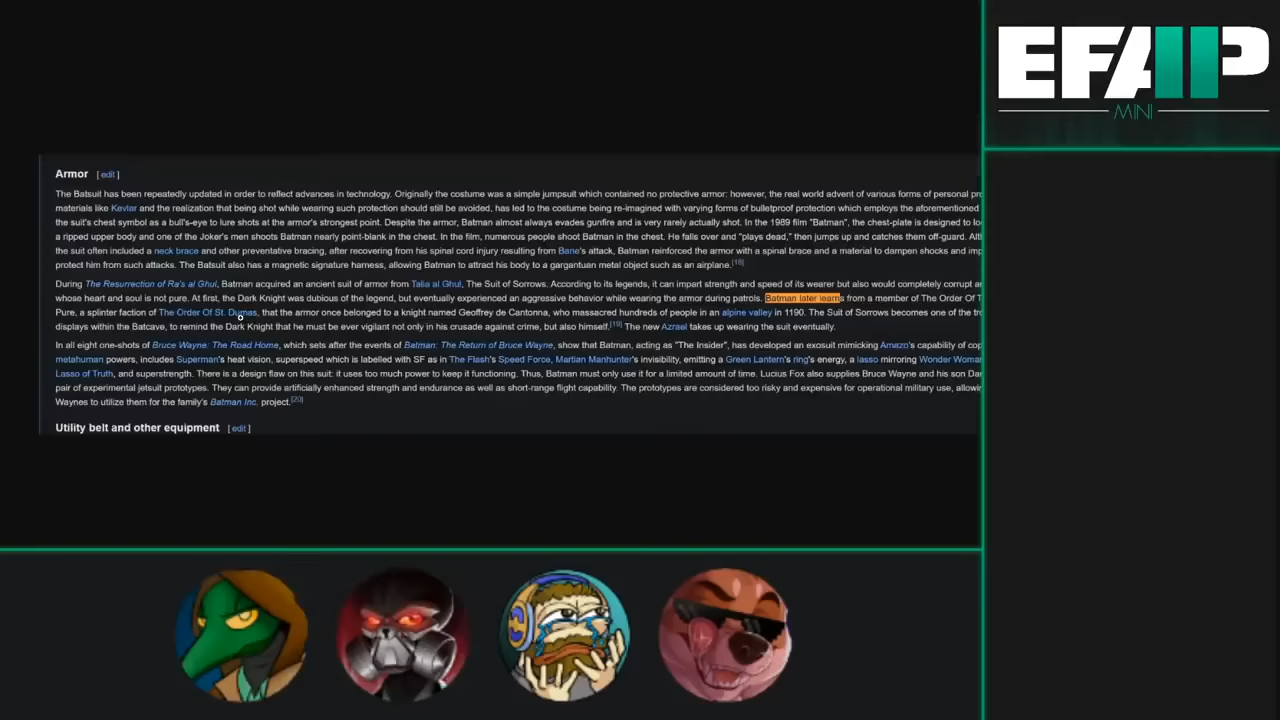 EFAP
MINI
Armor [ edit ]
The Batsuit has been repeatedly updated in order to reflect advances in technology. Originally the costume was a simple jumpsuit which contained no protective armor: however, the real world advent of various forms of personal pro
materials like Kevlar and the realization that being shot while wearing such protection should still be avoided, has led to the costume being re-imagined with varying forms of bulletproof protection which employs the aforementioned
the suit's chest symbol as a bull's-eye to lure shots at the armor's strongest point. Despite the armor, Batman almost always evades gunfire and is very rarely actually shot. In the 1989 film "Batman", the chest-plate is designed to lo
a ripped upper body and one of the Joker's men shoots Batman nearly point-blank in the chest. In the film, numerous people shoot Batman in the chest. He falls over and "plays dead," then jumps up and catches them off-guard. Alt
the suit often included a neck brace and other preventative bracing, after recovering from his spinal cord injury resulting from Bane's attack, Batman reinforced the armor with a spinal brace and a material to dampen shocks and im
protect him from such attacks. The Batsuit also has a magnetic signature harness, allowing Batman to attract his body to a gargantuan metal object such as an airplane.[18]
During The Resurrection of Ra's al Ghul, Batman acquired an ancient suit of armor from Talia al Ghul, The Suit of Sorrows. According to its legends, it can impart strength and speed of its wearer but also would completely corrupt a
whose heart and soul is not pure. At first, the Dark Knight was dubious of the legend, but eventually experienced an aggressive behavior while wearing the armor during patrols. Batman later learns from a member of The Order Of T
Pure, a splinter faction of The Order Of St. Dumas, that the armor once belonged to a knight named Geoffrey de Cantonna, who massacred hundreds of people in an alpine valley in 1190. The Suit of Sorrows becomes one of the tro
displays within the Batcave, to remind the Dark Knight that he must be ever vigilant not only in his crusade against crime, but also himself.[19] The new Azrael takes up wearing the suit eventually.
In all eight one-shots of Bruce Wayne: The Road Home, which sets after the events of Batman: The Return of Bruce Wayne, show that Batman, acting as "The Insider", has developed an exosuit mimicking Amazo's capability of cop
metahuman powers, includes Superman's heat vision, superspeed which is labelled with SF as in The Flash's Speed Force, Martian Manhunter's invisibility, emitting a Green Lantern's ring's energy, a lasso mirroring Wonder Woma
Lasso of Truth, and superstrength. There is a design flaw on this suit: it uses too much power to keep it functioning. Thus, Batman must only use it for a limited amount of time. Lucius Fox also supplies Bruce Wayne and his son Da
pair of experimental jetsuit prototypes. They can provide artificially enhanced strength and endurance as well as short-range flight capability. The prototypes are considered too risky and expensive for operational military use, allowi
Waynes to utilize them for the family's Batman Inc. project.[20]
Utility belt and other equipment [ edit ]